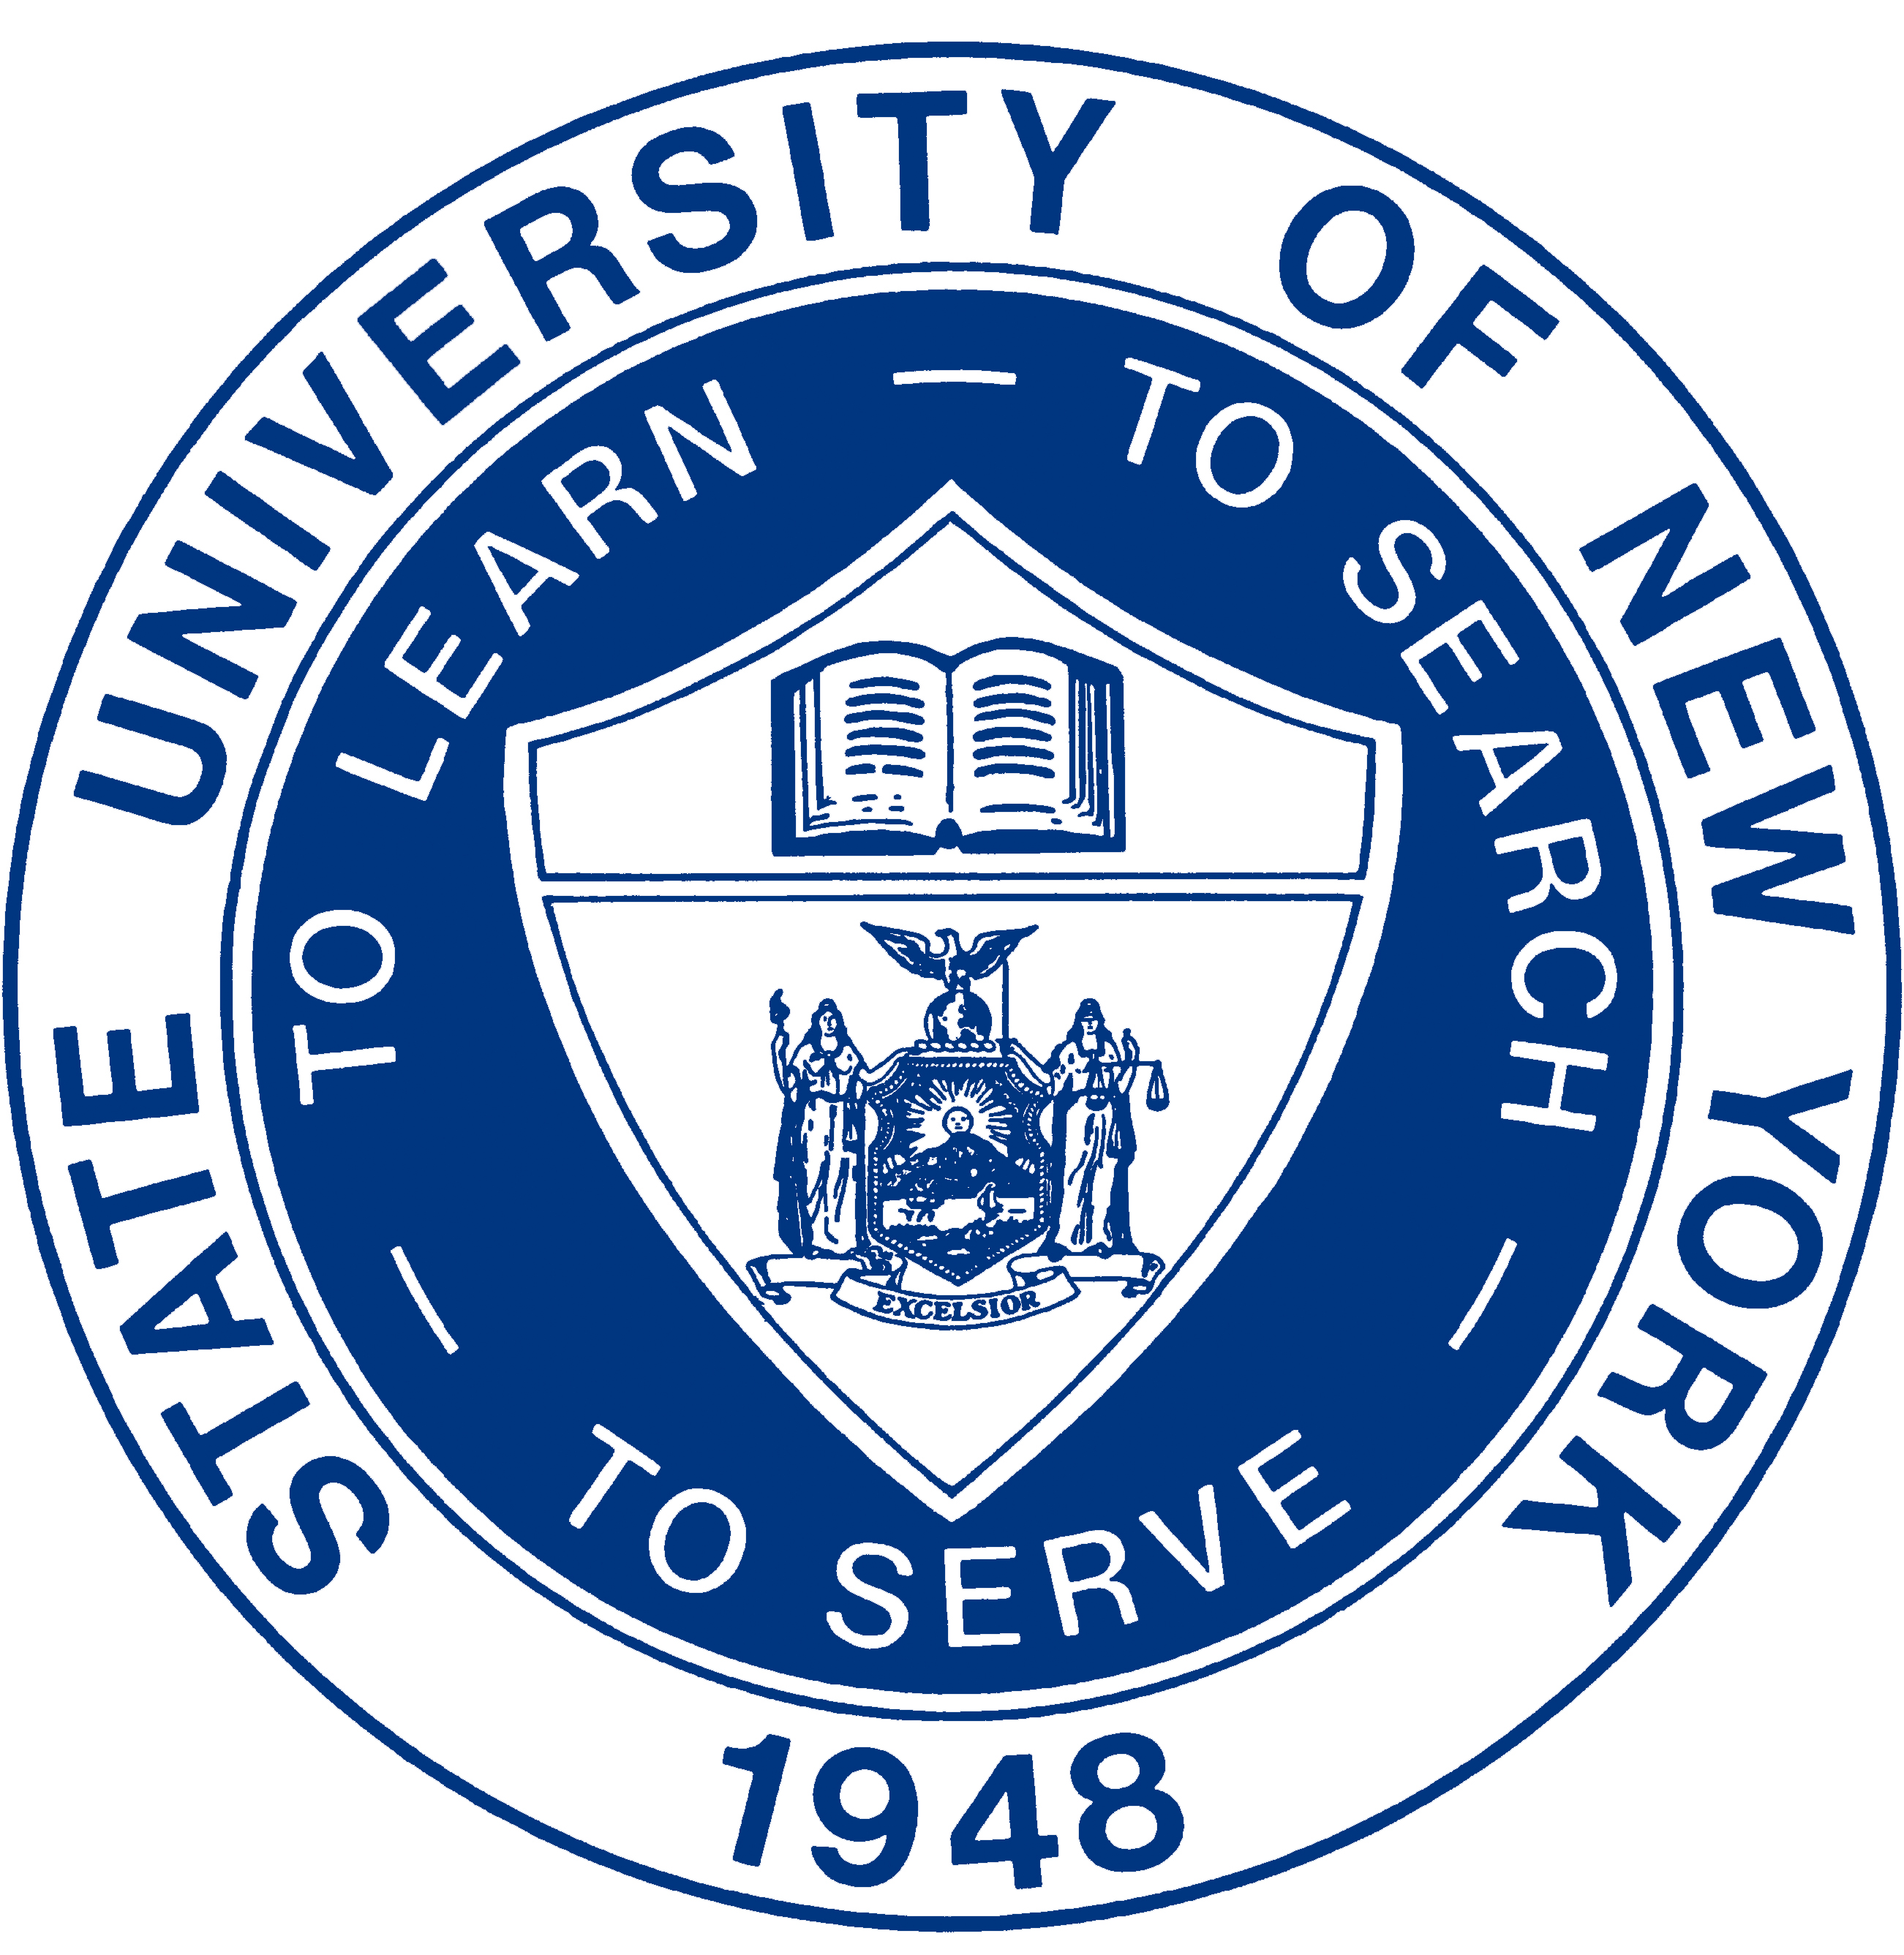 STATE UNIVERSITY OF NEW YORK
1948
TO LEARN — TO SEARCH — TO SERVE —
EXCELSIOR